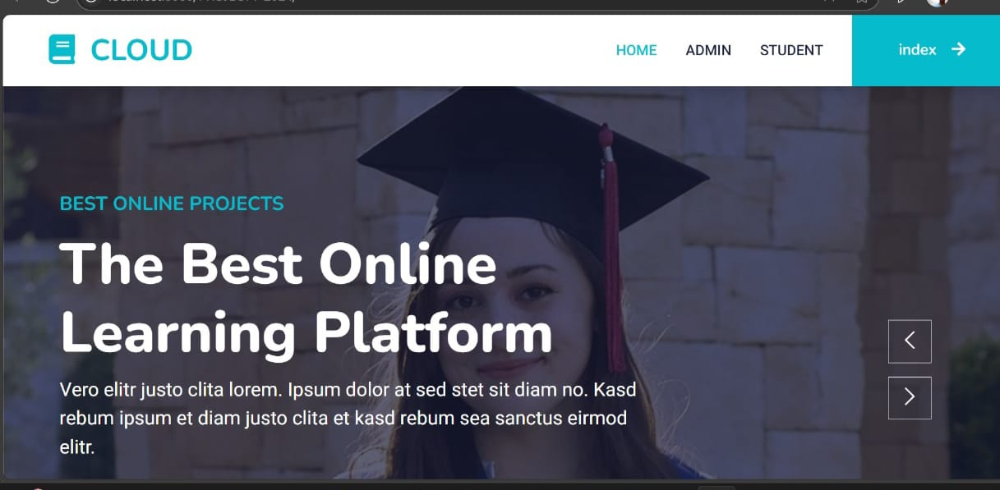 CLOUD
HOME ADMIN STUDENT index
BEST ONLINE PROJECTS
The Best Online
Learning Platform
Vero elitr justo clita lorem. Ipsum dolor at sed stet sit diam no. Kasd
rebum ipsum et diam justo clita et kasd rebum sea sanctus eirmod
elitr.